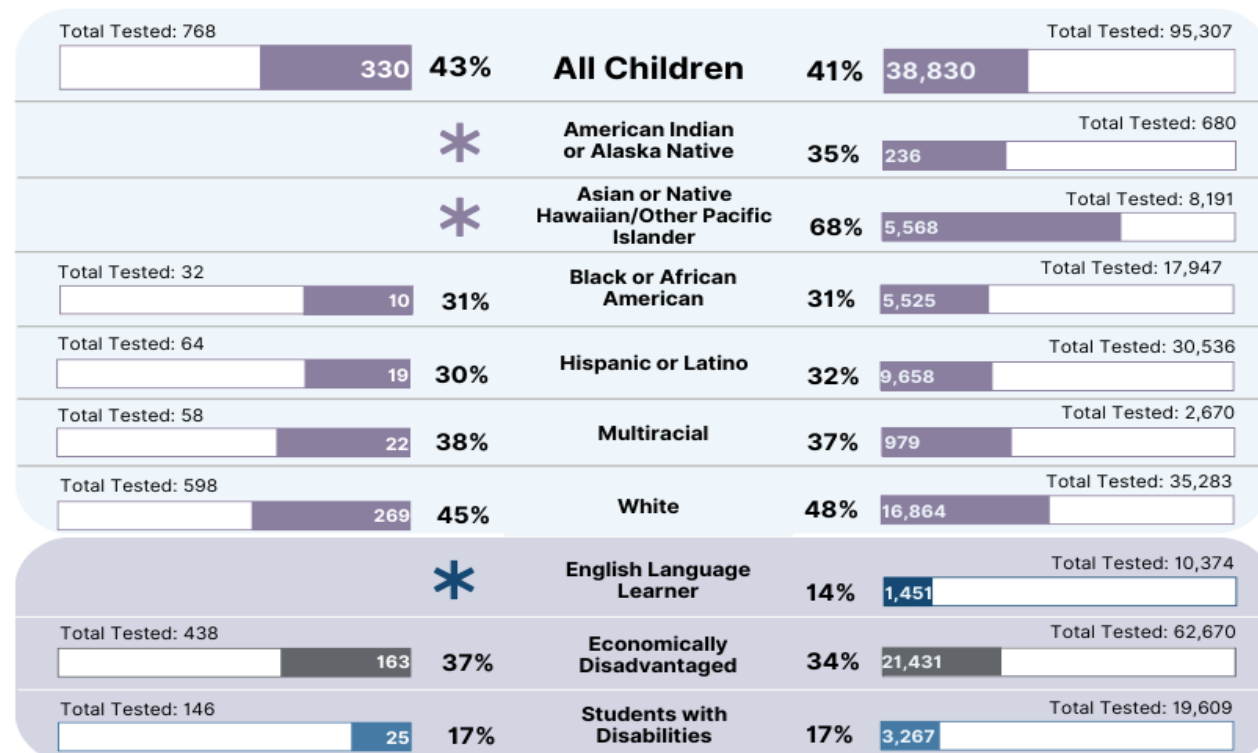 Total Tested: 768
Total Tested: 95,307
330 43% All Children 41% 38,830
Total Tested: 680
* American Indian
or Alaska Native 35% 236
Total Tested: 8,191
* Asian or Native
Hawaiian/Other Pacific
Islander 68% 5,568
Total Tested: 32
Total Tested: 17,947
10 31% Black or African
American 31% 5,525
Total Tested: 64
Total Tested: 30,536
19 30% Hispanic or Latino 32% 9,658
Total Tested: 58
Total Tested: 2,670
22 38% Multiracial 37% 979
Total Tested: 598
Total Tested: 35,283
269 45% White 48% 16,864
Total Tested: 10,374
* English Language
Learner 14% 1,451
Total Tested: 438
Total Tested: 62,670
163 37% Economically
Disadvantaged 34% 21,431
Total Tested: 146
Total Tested: 19,609
25 17% Students with
Disabilities 17% 3,267